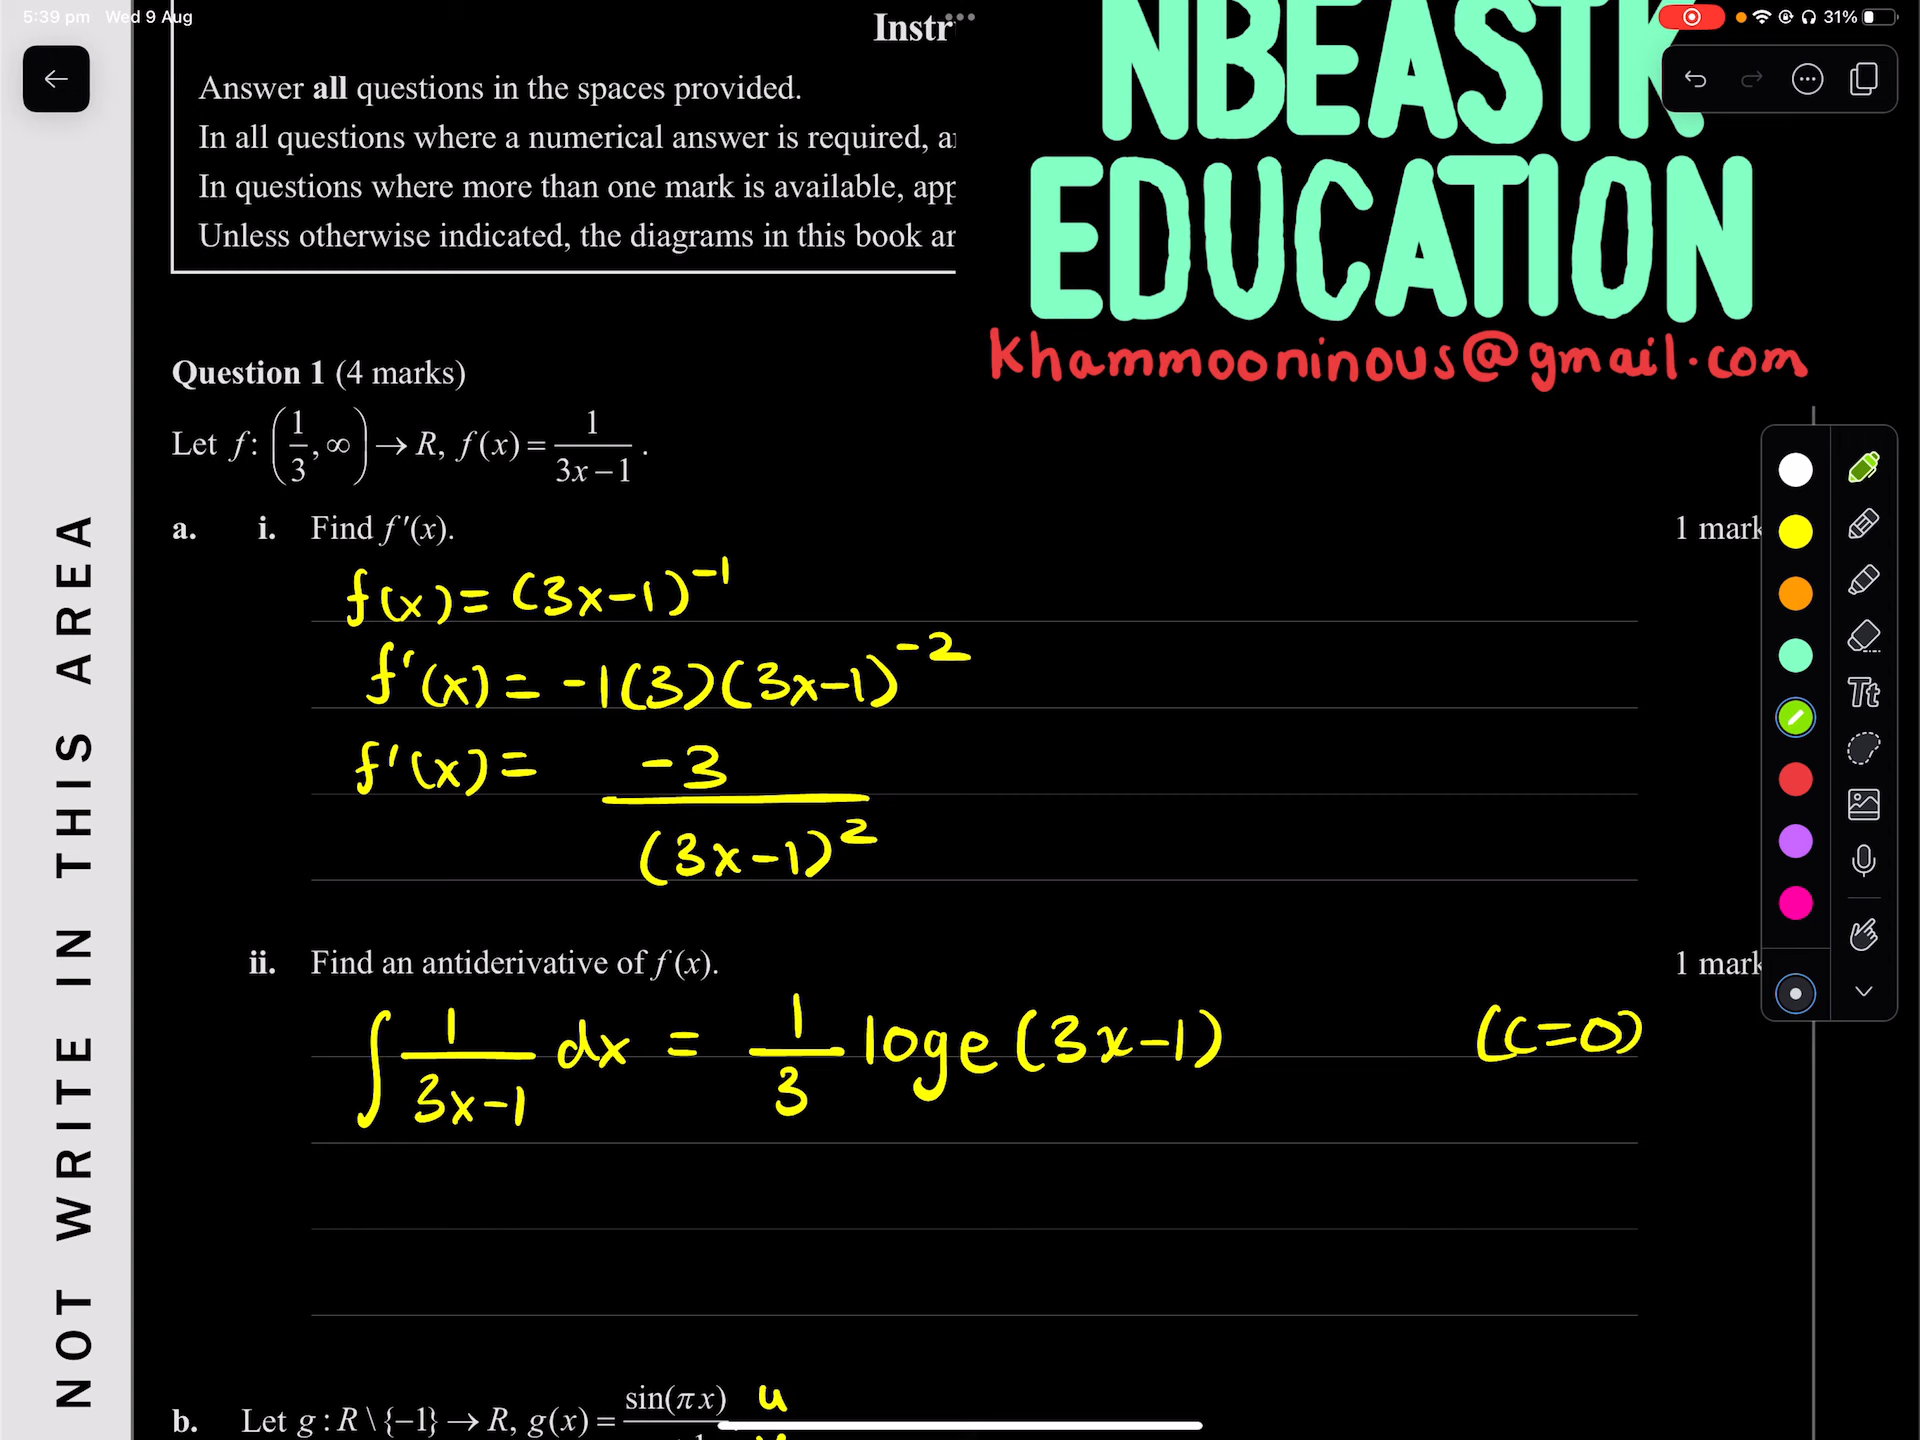 5:39 pm Wed 9 Aug
31%
Instr
NBEASTK
EDUCATION
khammooninous@gmail.com
Answer all questions in the spaces provided.
In all questions where a numerical answer is required, a
In questions where more than one mark is available, app
Unless otherwise indicated, the diagrams in this book ar
Question 1 (4 marks)
Let f: (1/3, ∞) → R, f(x) = 1/(3x – 1) .
a. i. Find f′(x). 1 mark
f(x) = (3x-1)^-1
f'(x) = -1(3)(3x-1)^-2
f'(x) = -3/(3x-1)^2
ii. Find an antiderivative of f(x). 1 mark
∫ 1/(3x-1) dx = 1/3 loge(3x-1) (c=0)
b. Let g : R \ {–1} → R, g(x) = sin(πx) u
NOT WRITE IN THIS AREA
Tt